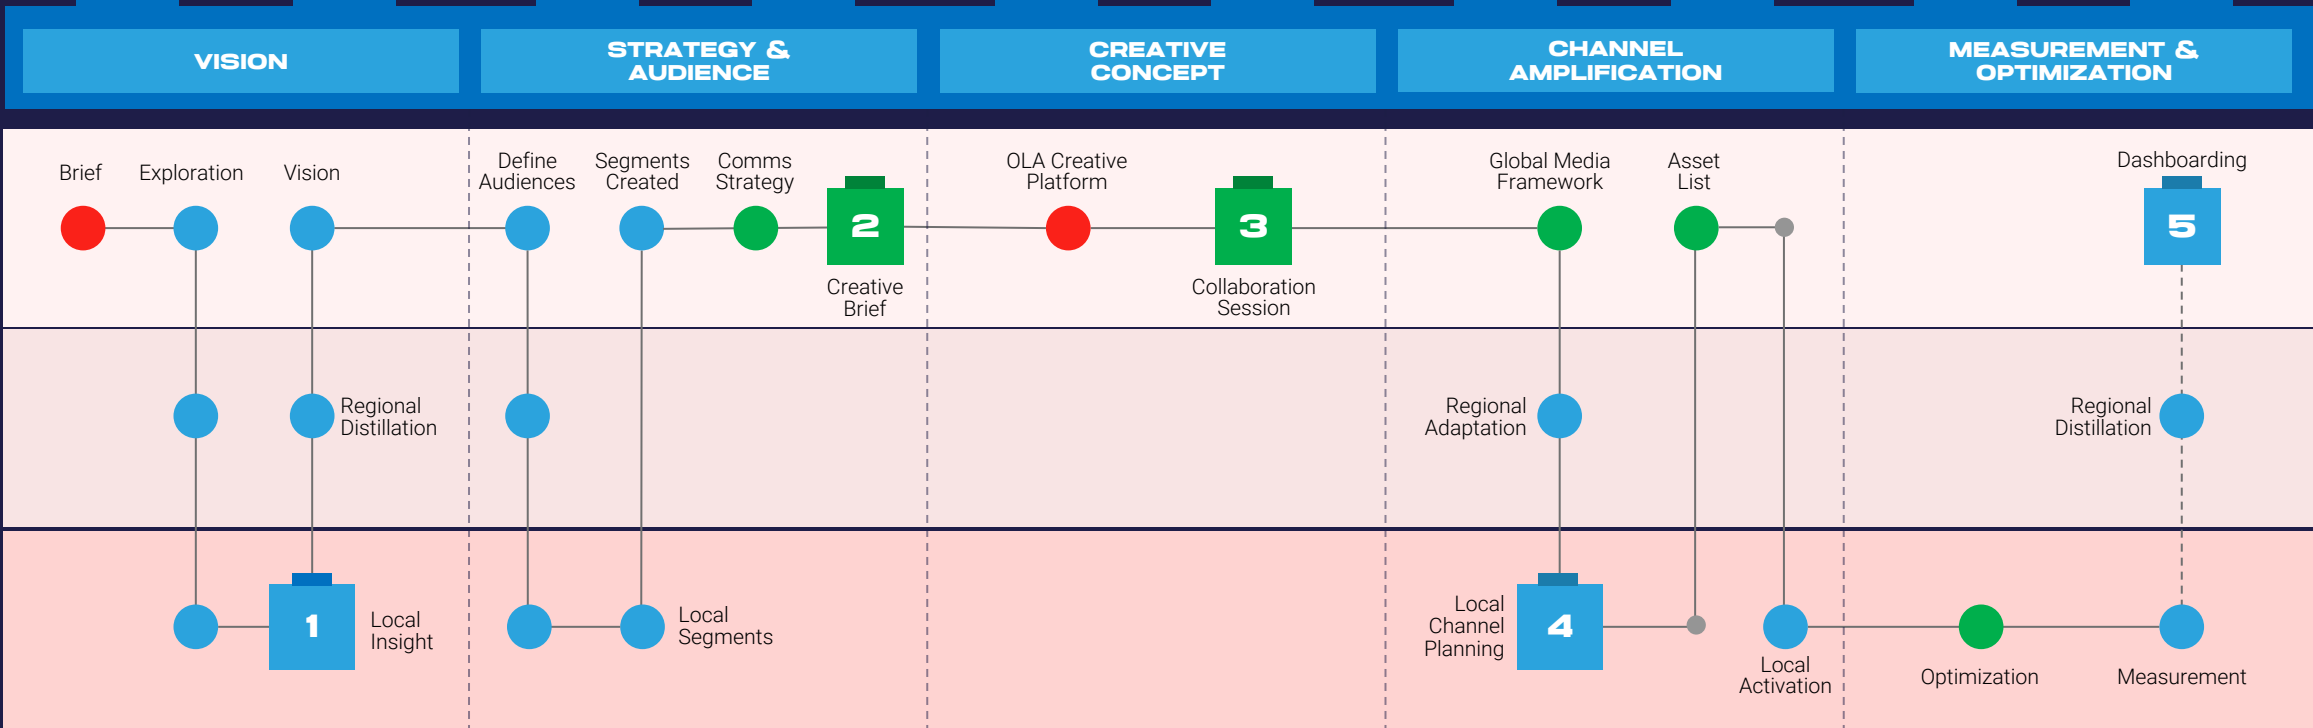 VISION
STRATEGY &
AUDIENCE
CREATIVE
CONCEPT
CHANNEL
AMPLIFICATION
MEASUREMENT &
OPTIMIZATION
Brief
Exploration
Vision
Define
Audiences
Segments
Created
Comms
Strategy
2
Creative
Brief
OLA Creative
Platform
3
Collaboration
Session
Global Media
Framework
Asset
List
Dashboarding
5
Regional
Distillation
Regional
Adaptation
Regional
Distillation
1
Local
Insight
Local
Segments
Local
Channel
Planning
4
Local
Activation
Optimization
Measurement